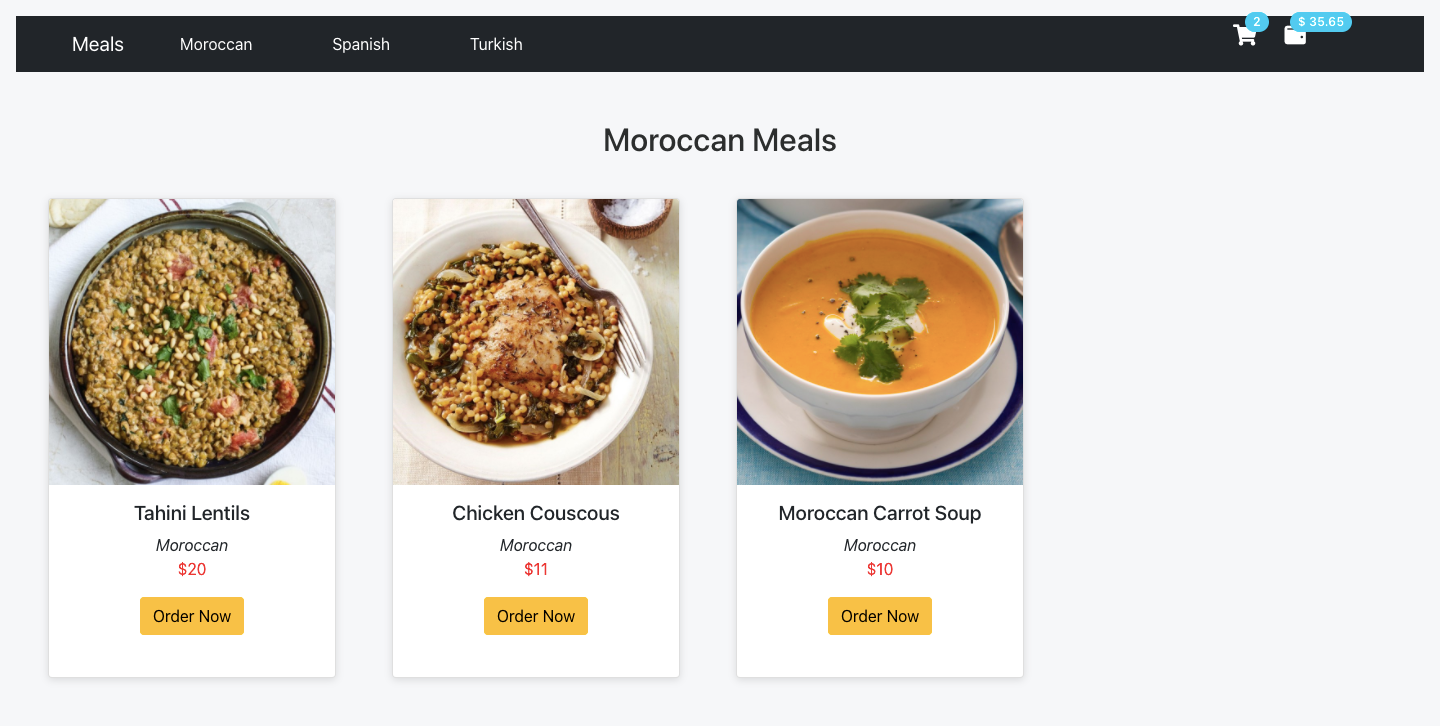 Meals Moroccan Spanish Turkish 2 $ 35.65
Moroccan Meals
Tahini Lentils
Moroccan
$20
Order Now
Chicken Couscous
Moroccan
$11
Order Now
Moroccan Carrot Soup
Moroccan
$10
Order Now